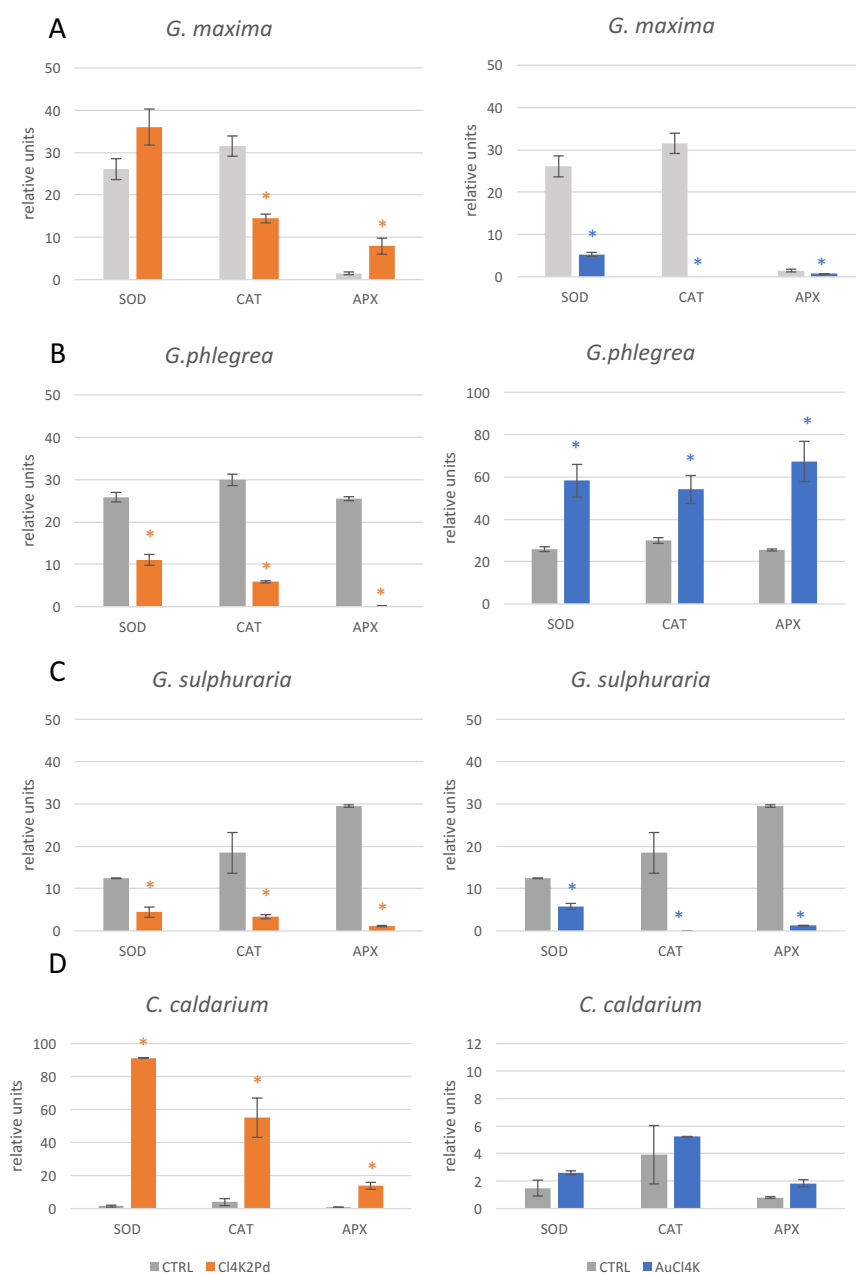 A
G. maxima
G. maxima
relative units
50
40
30
20
10
0
*
*
SOD
CAT
APX
relative units
50
40
30
20
10
0
*
*
*
SOD
CAT
APX
B
G.phlegrea
G.phlegrea
relative units
50
40
30
20
10
0
*
*
*
SOD
CAT
APX
relative units
100
80
60
40
20
0
*
*
*
SOD
CAT
APX
C
G. sulphuraria
G. sulphuraria
relative units
50
40
30
20
10
0
*
*
*
SOD
CAT
APX
relative units
50
40
30
20
10
0
*
*
*
SOD
CAT
APX
D
C. caldarium
C. caldarium
relative units
100
80
60
40
20
0
*
*
*
SOD
CAT
APX
CTRL
Cl4K2Pd
relative units
12
10
8
6
4
2
0
SOD
CAT
APX
CTRL
AuCl4K